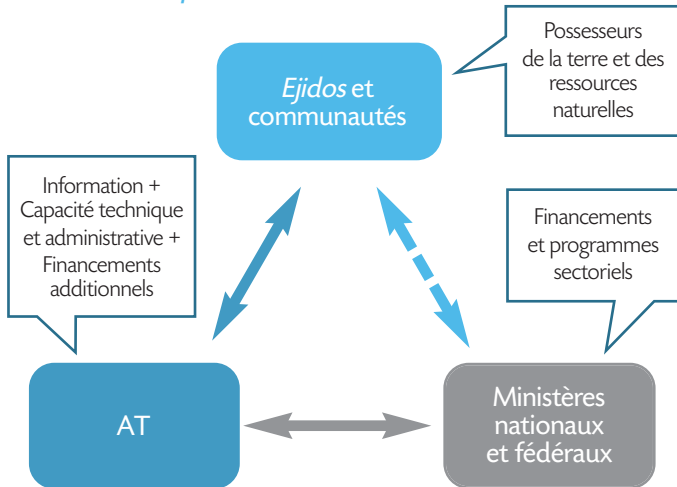 Possesseurs
de la terre et des
ressources
naturelles
Ejidos et
communautés
Information +
Capacité technique
et administrative +
Financements
additionnels
Financements
et programmes
sectoriels
AT
Ministères
nationaux
et fédéraux